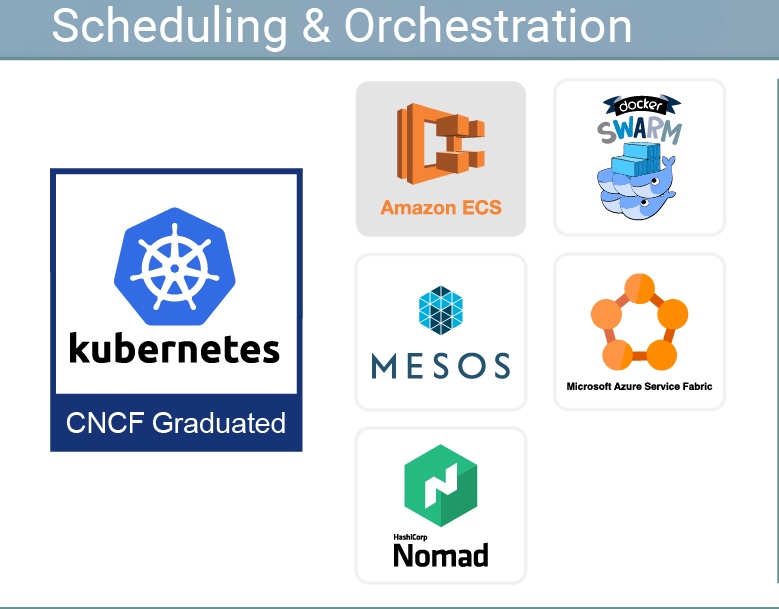 Scheduling & Orchestration
kubernetes
CNCF Graduated
Amazon ECS
docker
SWARM
MESOS
Microsoft Azure Service Fabric
HashiCorp
Nomad